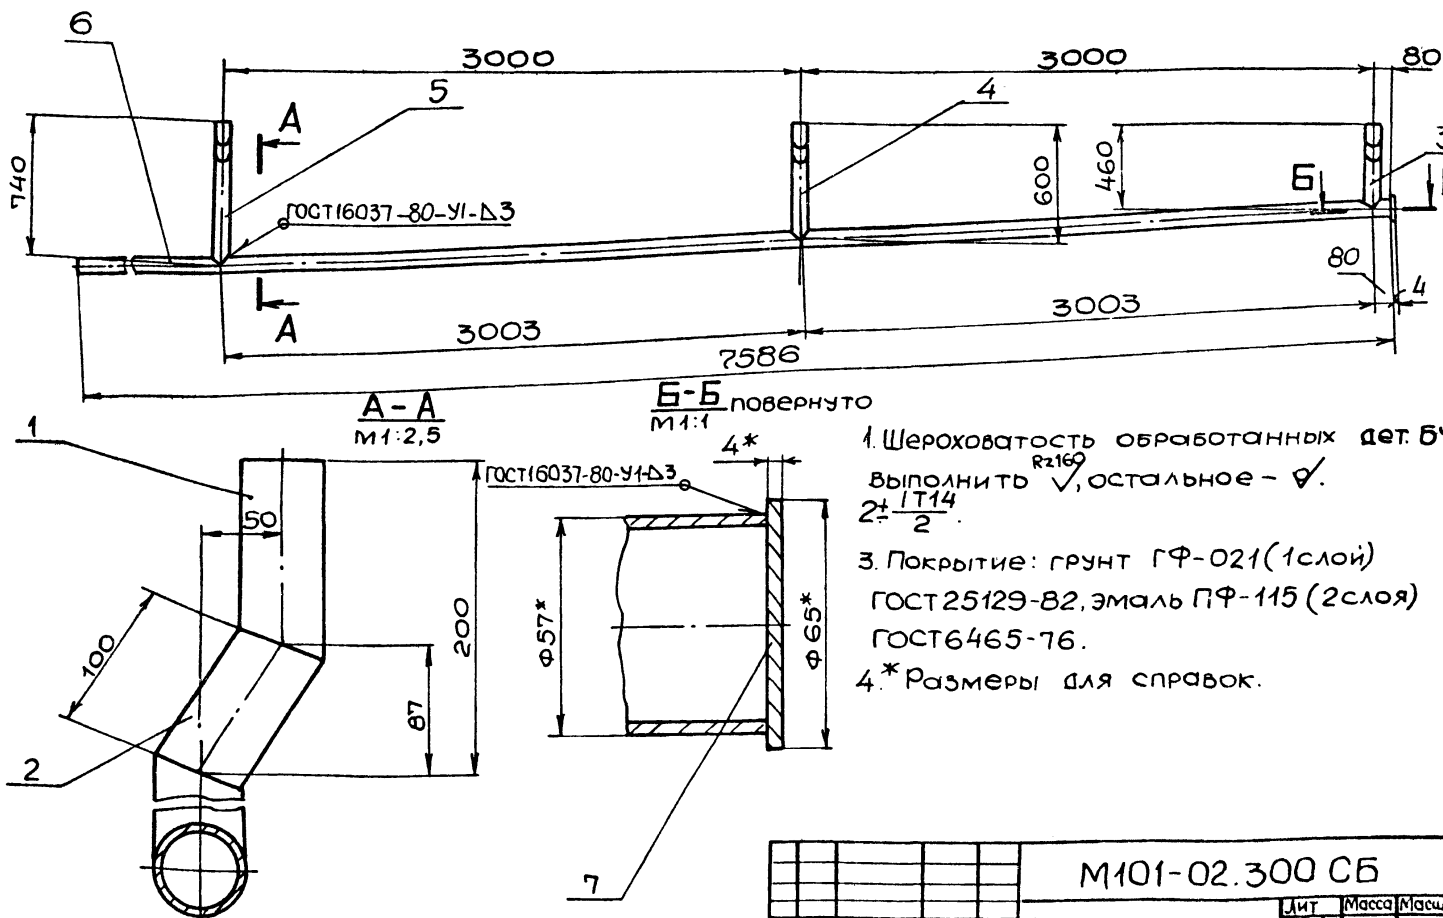 6
3000
3000
80
5
4
А
740
600
460
Б
ГОСТ16037-80-У1-Δ3
80
4
А
3003
3003
7586
А-А
М1:2,5
Б-Б повернуто
М1:1
1
4*
ГОСТ16037-80-У1-Δ3
50
200
100
87
2
ф57*
ф65*
7
1. Шероховатость обработанных дет. БЧ
выполнить Rz160, остальное -
2 ± IT14/2.
3. Покрытие: грунт ГФ-021 (1слой)
ГОСТ 25129-82, эмаль ПФ-115 (2слоя)
ГОСТ6465-76.
4.* Размеры для справок.
М101-02.300 СБ
Лит Масса